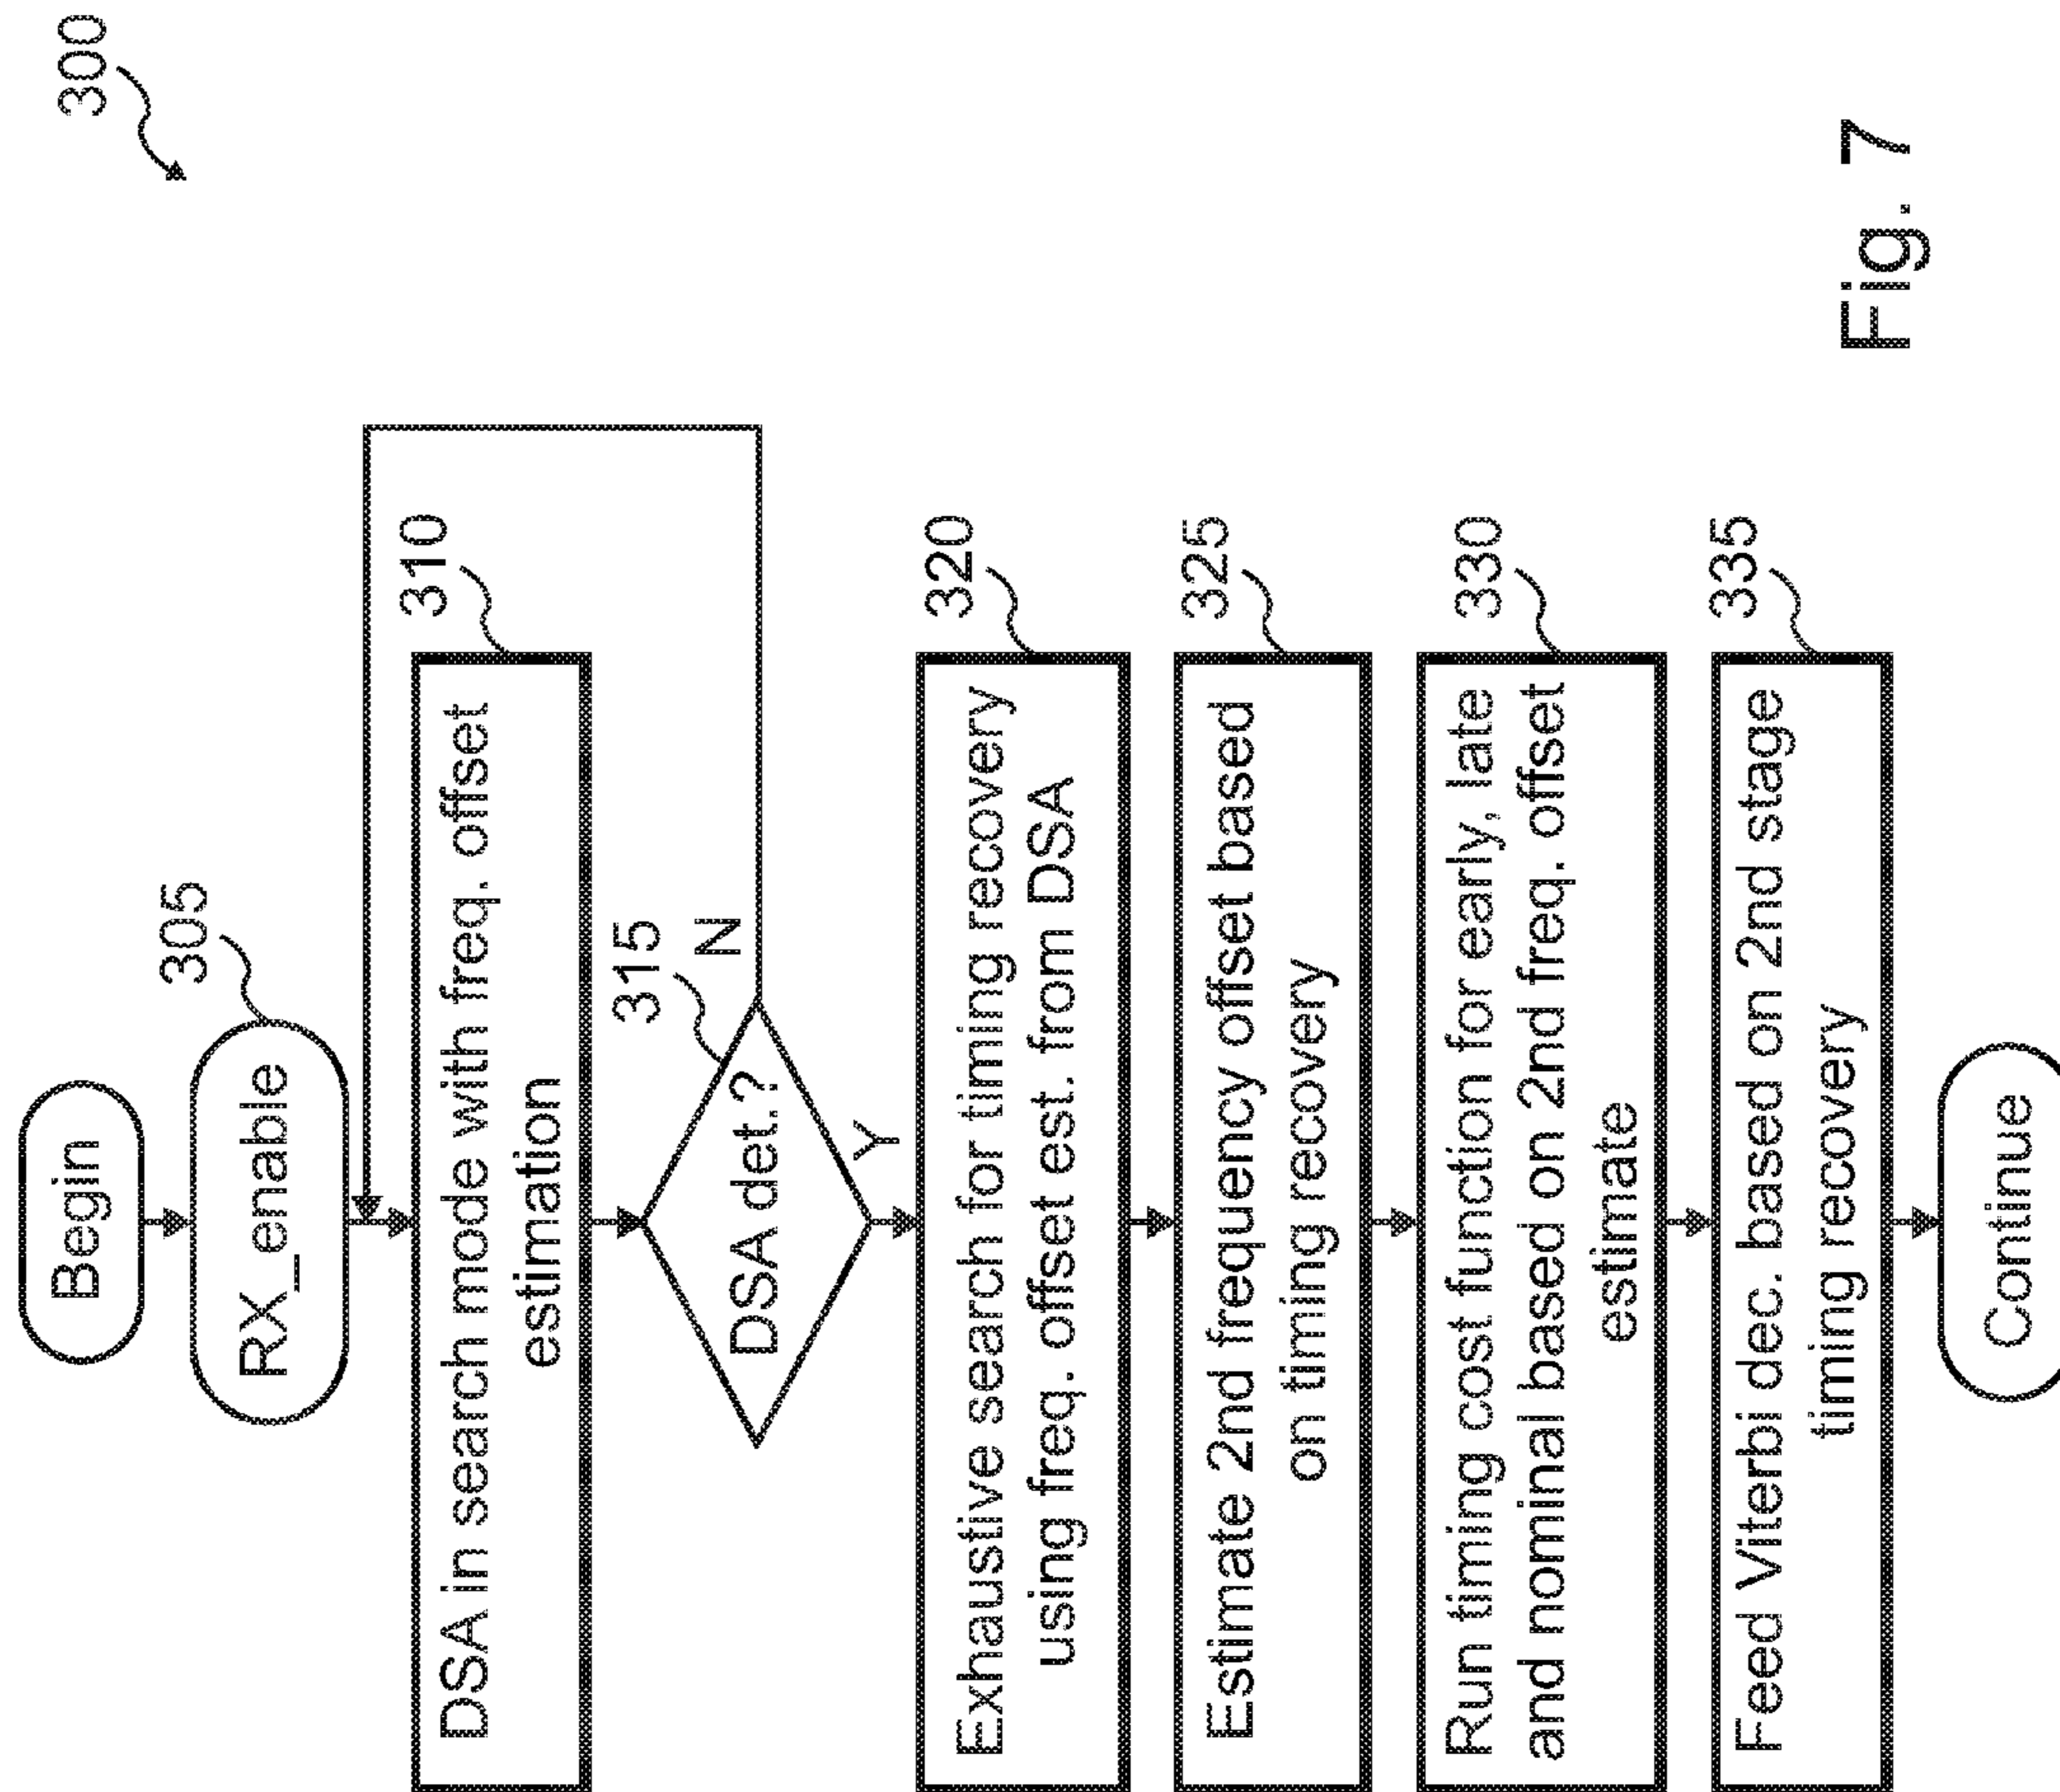 300
Begin
305
RX_enable
310
DSA in search mode with freq. offset
estimation
315
DSA det.?
N
Y
320
Exhaustive search for timing recovery
using freq. offset est. from DSA
325
Estimate 2nd frequency offset based
on timing recovery
330
Run timing cost function for early, late
and nominal based on 2nd freq. offset
estimate
335
Feed Viterbi dec. based on 2nd stage
timing recovery
Continue
Fig. 7